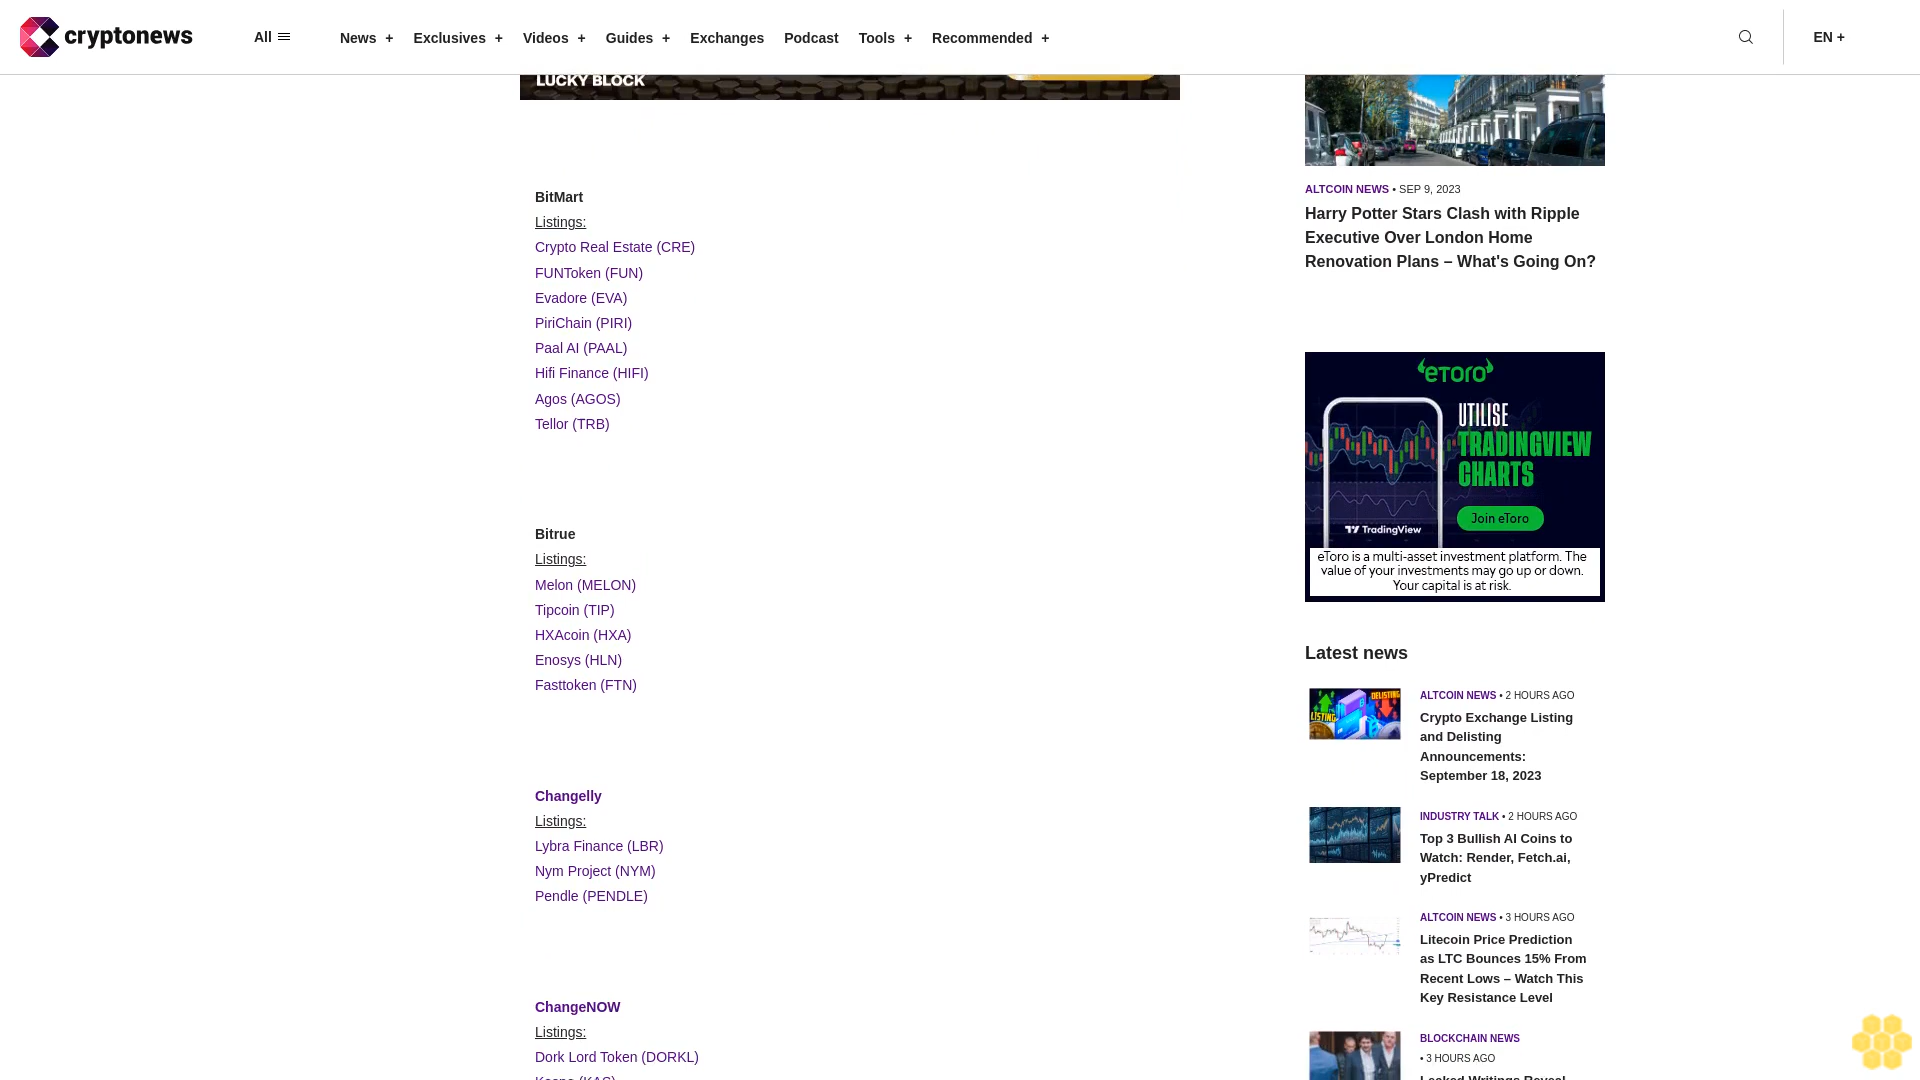 cryptonews
All
News +
Exclusives +
Videos +
Guides +
Exchanges
Podcast
Tools +
Recommended +
EN +
LUCKY BLOCK
BitMart
Listings:
Crypto Real Estate (CRE)
FUNToken (FUN)
Evadore (EVA)
PiriChain (PIRI)
Paal AI (PAAL)
Hifi Finance (HIFI)
Agos (AGOS)
Tellor (TRB)
Bitrue
Listings:
Melon (MELON)
Tipcoin (TIP)
HXAcoin (HXA)
Enosys (HLN)
Fasttoken (FTN)
Changelly
Listings:
Lybra Finance (LBR)
Nym Project (NYM)
Pendle (PENDLE)
ChangeNOW
Listings:
Dork Lord Token (DORKL)
ALTCOIN NEWS • SEP 9, 2023
Harry Potter Stars Clash with Ripple
Executive Over London Home
Renovation Plans – What's Going On?
eToro
UTILISE
TRADINGVIEW
CHARTS
Join eToro
TradingView
eToro is a multi-asset investment platform. The
value of your investments may go up or down.
Your capital is at risk.
Latest news
LISTING
DELISTING
ALTCOIN NEWS • 2 HOURS AGO
Crypto Exchange Listing
and Delisting
Announcements:
September 18, 2023
INDUSTRY TALK • 2 HOURS AGO
Top 3 Bullish AI Coins to
Watch: Render, Fetch.ai,
yPredict
ALTCOIN NEWS • 3 HOURS AGO
Litecoin Price Prediction
as LTC Bounces 15% From
Recent Lows – Watch This
Key Resistance Level
BLOCKCHAIN NEWS
• 3 HOURS AGO
Leaked Writings Reveal